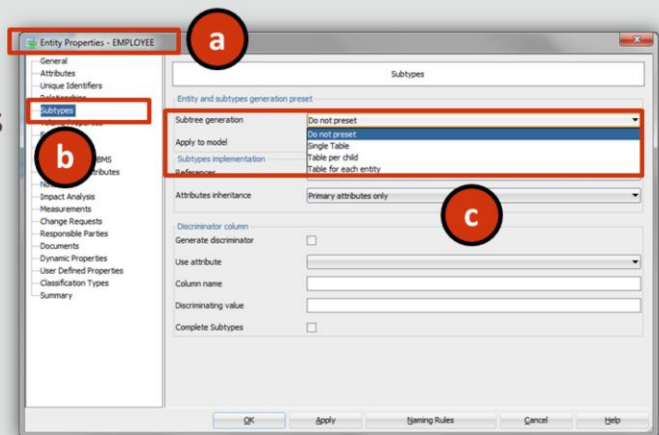 Entity Properties - EMPLOYEE
a
General
Attributes
Unique Identifiers
Relationships
Subtypes
b
BMS
Impact Analysis
Measurements
Change Requests
Responsible Parties
Documents
Dynamic Properties
User Defined Properties
Classification Types
Summary
s
Subtypes
Entity and subtypes generation preset
Subtree generation
Do not preset
Do not preset
Single Table
Table per child
Table for each entity
Apply to model
Subtypes implementation
References
Attributes inheritance
Primary attributes only
c
Discriminator column
Generate discriminator
Use attribute
Column name
Discriminating value
Complete Subtypes
OK
Apply
Naming Rules
Cancel
Help